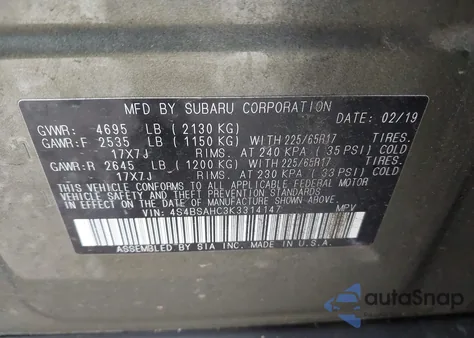 MFD BY SUBARU CORPORATION DATE: 02/19
GVWR: 4695 LB ( 2130 KG)
GAWR:F 2535 LB ( 1150 KG) WITH 225/65R17
17X7J RIMS. AT 240 KPA ( 35 PSI) COLD
GAWR:R 2645 LB ( 1200 KG) WITH 225/65R17
17X7J RIMS. AT 230 KPA ( 33 PSI) COLD
THIS VEHICLE CONFORMS TO ALL APPLICABLE FEDERAL MOTOR
VEHICLE SAFETY AND THEFT PREVENTION STANDARDS
IN EFFECT ON THE DATE OF MANUFACTURE SHOWN ABOVE.
VIN: 4S4BSAHC3K3314147 MPV
ASSEMBLED BY SIA INC. MADE IN U.S.A.
autoSnap